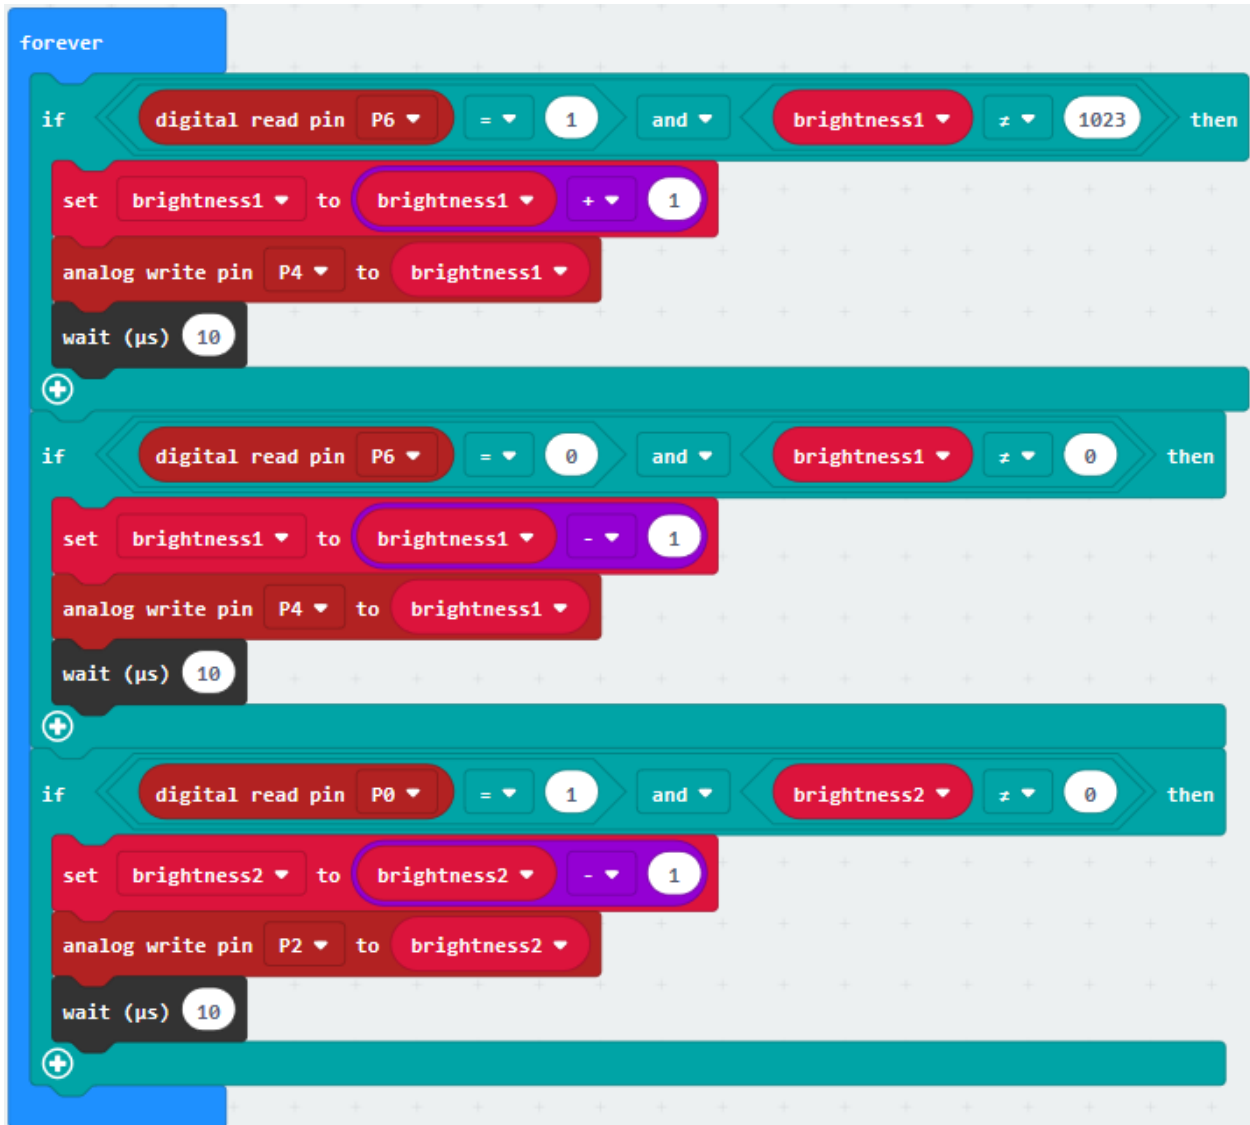 forever
if digital read pin P6 = 1 and brightness1 ≠ 1023 then
set brightness1 to brightness1 + 1
analog write pin P4 to brightness1
wait (µs) 10
if digital read pin P6 = 0 and brightness1 ≠ 0 then
set brightness1 to brightness1 - 1
analog write pin P4 to brightness1
wait (µs) 10
if digital read pin P0 = 1 and brightness2 ≠ 0 then
set brightness2 to brightness2 - 1
analog write pin P2 to brightness2
wait (µs) 10